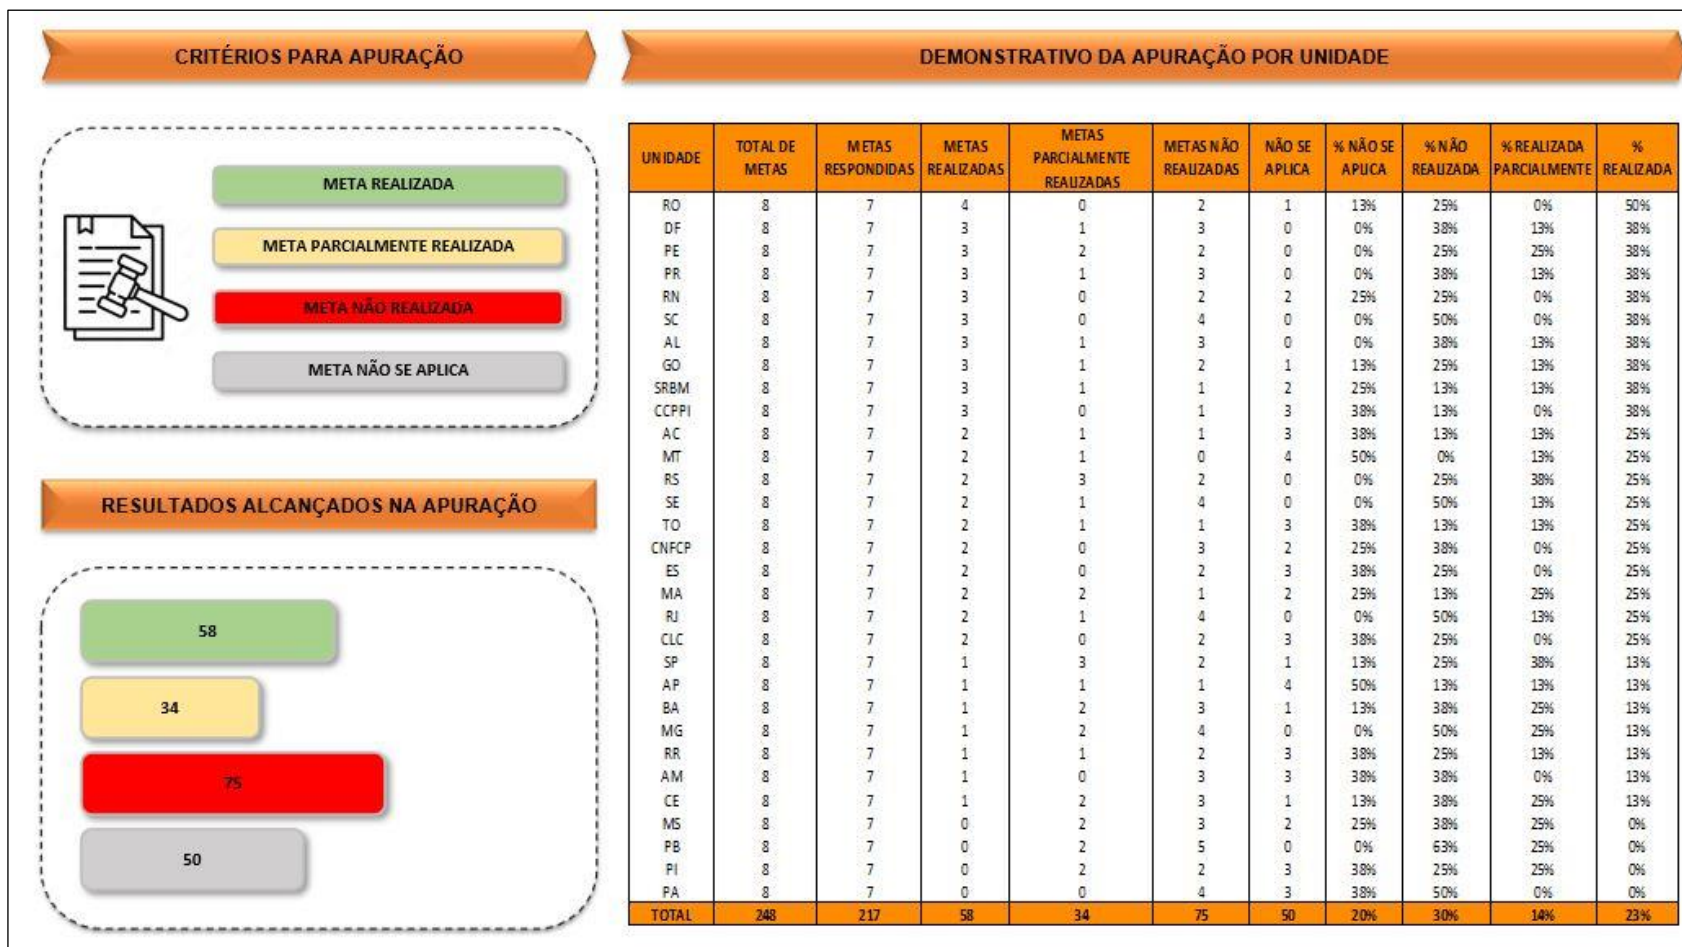 CRITÉRIOS PARA APURAÇÃO
META REALIZADA
META PARCIALMENTE REALIZADA
META NÃO REALIZADA
META NÃO SE APLICA
RESULTADOS ALCANÇADOS NA APURAÇÃO
58
34
75
50
DEMONSTRATIVO DA APURAÇÃO POR UNIDADE
UNIDADE TOTAL DE METAS METAS RESPONDIDAS METAS REALIZADAS METAS PARCIALMENTE REALIZADAS METAS NÃO REALIZADAS NÃO SE APLICA % NÃO SE APLICA % NÃO REALIZADA % REALIZADA PARCIALMENTE % REALIZADA
RO 8 7 4 0 2 1 13% 25% 0% 50%
DF 8 7 3 1 3 0 0% 38% 13% 38%
PE 8 7 3 2 2 0 0% 25% 25% 38%
PR 8 7 3 1 3 0 0% 38% 13% 38%
RN 8 7 3 0 2 2 25% 25% 0% 38%
SC 8 7 3 0 4 0 0% 50% 0% 38%
AL 8 7 3 1 3 0 0% 38% 13% 38%
GO 8 7 3 1 2 1 13% 25% 13% 38%
SRBM 8 7 3 1 1 2 25% 13% 13% 38%
CCPPI 8 7 3 0 1 3 38% 13% 0% 38%
AC 8 7 2 1 1 3 38% 13% 13% 25%
MT 8 7 2 1 0 4 50% 0% 13% 25%
RS 8 7 2 3 2 0 0% 25% 38% 25%
SE 8 7 2 1 4 0 0% 50% 13% 25%
TO 8 7 2 1 1 3 38% 13% 13% 25%
CNFCP 8 7 2 0 3 2 25% 38% 0% 25%
ES 8 7 2 0 2 3 38% 25% 0% 25%
MA 8 7 2 2 1 2 25% 13% 25% 25%
RJ 8 7 2 1 4 0 0% 50% 13% 25%
CLC 8 7 2 0 2 3 38% 25% 0% 25%
SP 8 7 1 3 2 1 13% 25% 38% 13%
AP 8 7 1 1 1 4 50% 13% 13% 13%
BA 8 7 1 2 3 1 13% 38% 25% 13%
MG 8 7 1 2 4 0 0% 50% 25% 13%
RR 8 7 1 1 2 3 38% 25% 13% 13%
AM 8 7 1 0 3 3 38% 38% 0% 13%
CE 8 7 1 2 3 1 13% 38% 25% 13%
MS 8 7 0 2 3 2 25% 38% 25% 0%
PB 8 7 0 2 5 0 0% 63% 25% 0%
PI 8 7 0 2 2 3 38% 25% 25% 0%
PA 8 7 0 0 4 3 38% 50% 0% 0%
TOTAL 248 217 58 34 75 50 20% 30% 14% 23%